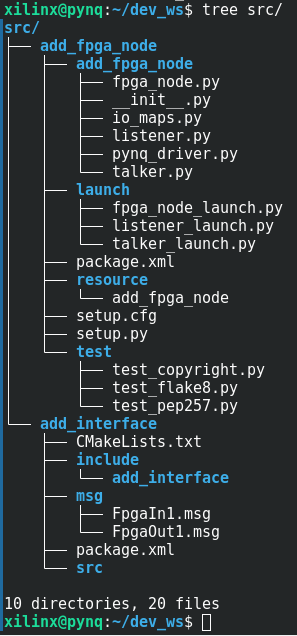 xilinx@pynq:~/dev_ws$ tree src/
src/
├── add_fpga_node
│   ├── add_fpga_node
│   │   ├── fpga_node.py
│   │   ├── __init__.py
│   │   ├── io_maps.py
│   │   ├── listener.py
│   │   ├── pynq_driver.py
│   │   └── talker.py
│   ├── launch
│   │   ├── fpga_node_launch.py
│   │   ├── listener_launch.py
│   │   └── talker_launch.py
│   ├── package.xml
│   ├── resource
│   │   └── add_fpga_node
│   ├── setup.cfg
│   ├── setup.py
│   └── test
│       ├── test_copyright.py
│       ├── test_flake8.py
│       └── test_pep257.py
└── add_interface
    ├── CMakeLists.txt
    ├── include
    │   └── add_interface
    ├── msg
    │   ├── FpgaIn1.msg
    │   └── FpgaOut1.msg
    ├── package.xml
    └── src

10 directories, 20 files
xilinx@pynq:~/dev_ws$